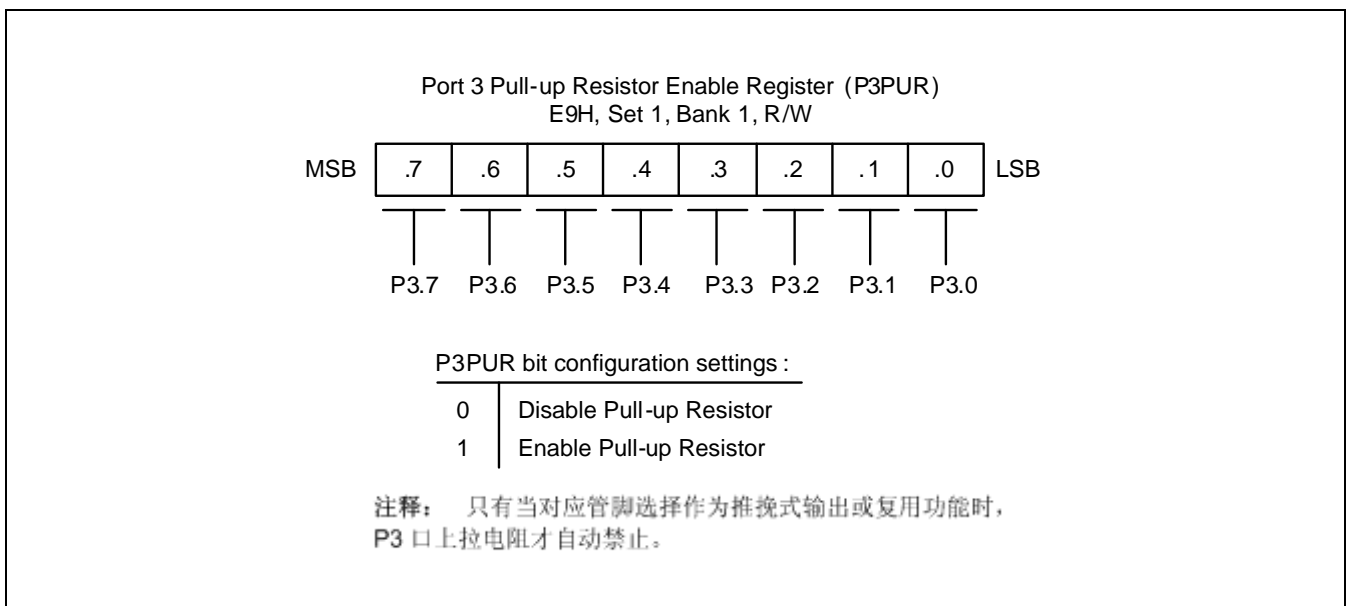 Port 3 Pull-up Resistor Enable Register (P3PUR)
E9H, Set 1, Bank 1, R/W
MSB .7 .6 .5 .4 .3 .2 .1 .0 LSB
P3.7 P3.6 P3.5 P3.4 P3.3 P3.2 P3.1 P3.0
P3PUR bit configuration settings :
0 Disable Pull-up Resistor
1 Enable Pull-up Resistor
注释： 只有当对应管脚选择作为推挽式输出或复用功能时，
P3 口上拉电阻才自动禁止。